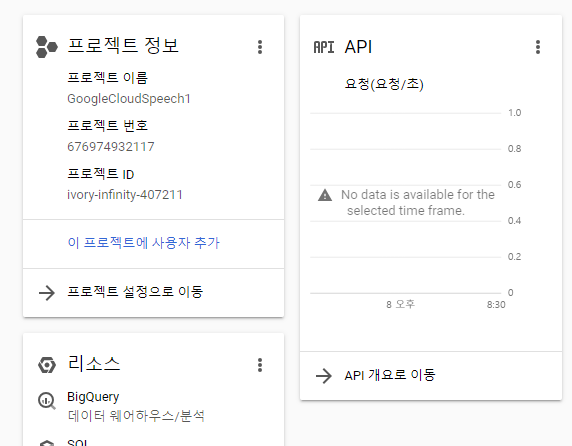 프로젝트 정보
프로젝트 이름
GoogleCloudSpeech1
프로젝트 번호
676974932117
프로젝트 ID
ivory-infinity-407211
이 프로젝트에 사용자 추가
프로젝트 설정으로 이동
리소스
BigQuery
데이터 웨어하우스/분석
SQL
API API
요청(요청/초)
1.0
0.8
0.6
No data is available for the
selected time frame.
0.4
0.2
0
8 오후 8:30
API 개요로 이동